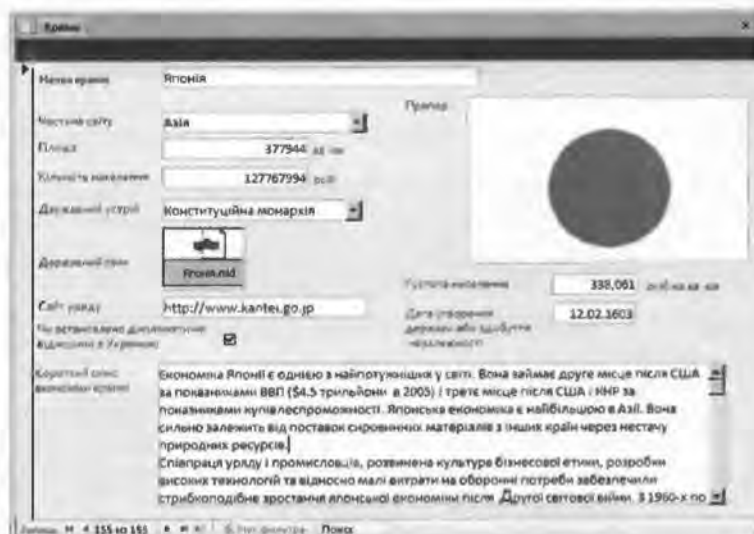 Країни
Назва країни Японія
Частина світу Азія
Прапор
Площа 377944 кв км
Кількість населення 127767994 осіб
Державний устрій Конституційна монархія
Державний гімн Японія.mid
Густота населення 338,061 осіб на кв км
Сайт уряду http://www.kantei.go.jp
Дата створення
держави або здобуття
незалежності 12.02.1603
Чи встановлено дипломатичні
відносини з Україною
Короткий опис
економіки країни
Економіка Японії є однією з найпотужніших у світі. Вона займає друге місце після США
за показниками ВВП ($4.5 трильйони в 2005) і третє місце після США і КНР за
показниками купівлеспроможності. Японська економіка є найбільшою в Азії. Вона
сильно залежить від поставок сировинних матеріалів з інших країн через нестачу
природних ресурсів.
Співпраця уряду і промисловців, розвинена культура бізнесової етики, розробки
високих технологій та відносно малі витрати на оборонні потреби забезпечили
стрибкоподібне зростання японської економіки після Другої світової війни. З 1960-х по
Запись: 155 из 155 Нет фильтра Поиск